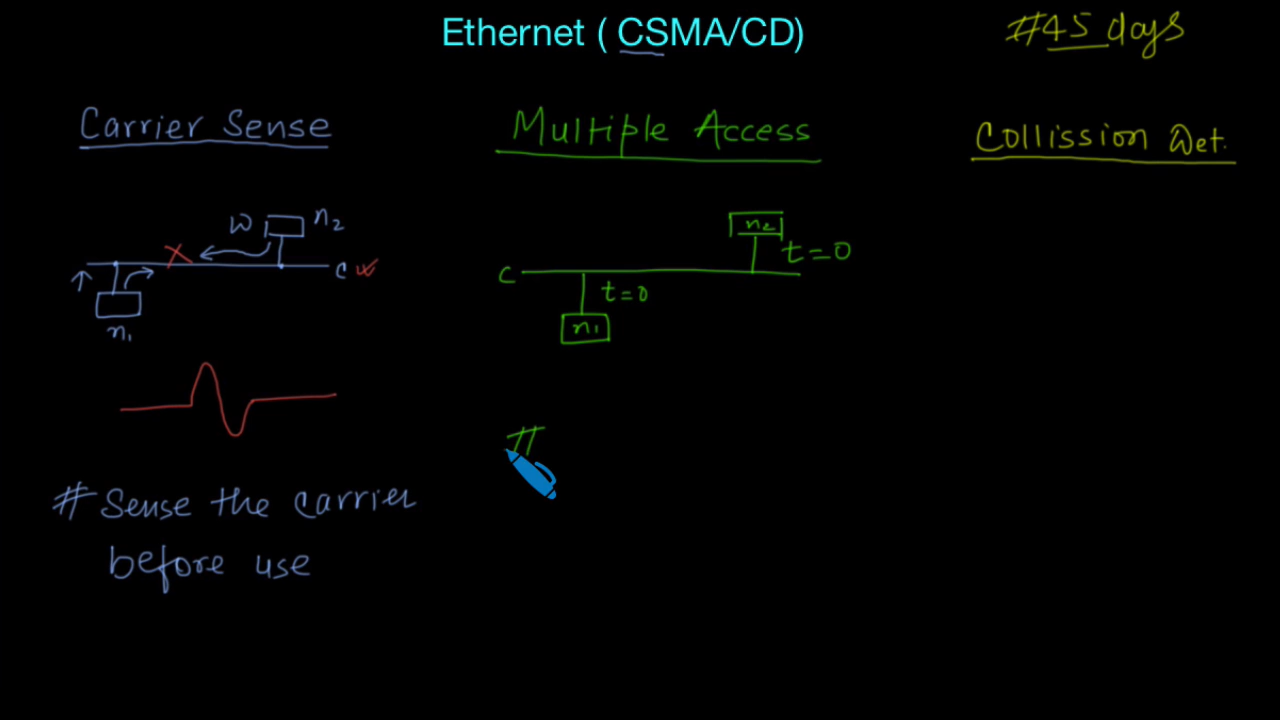 Ethernet ( CSMA/CD)
#45 days
Carrier Sense
Multiple Access
Collission Det.
W
n2
c
n1
n2
t=0
c
t=0
n1
# Sense the carrier
before use